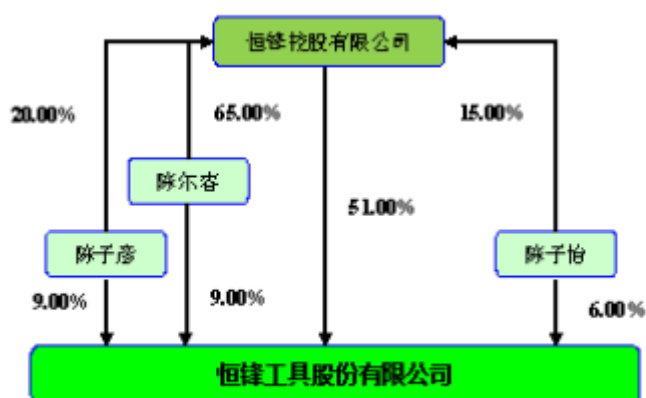 恒锋控股有限公司
20.00%
65.00%
15.00%
陈尔容
51.00%
陈子彦
陈子怡
9.00%
9.00%
6.00%
恒锋工具股份有限公司